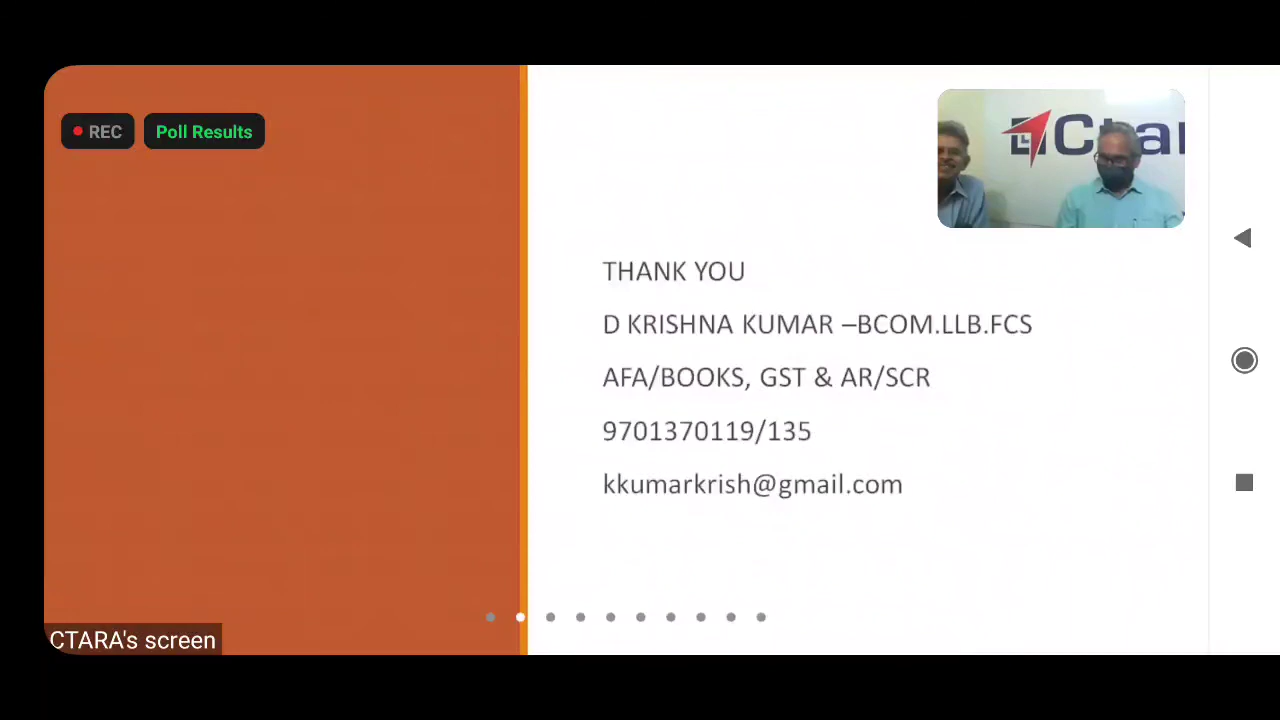 REC
Poll Results
Ctar
THANK YOU
D KRISHNA KUMAR –BCOM.LLB.FCS
AFA/BOOKS, GST & AR/SCR
9701370119/135
kkumarkrish@gmail.com
CTARA's screen